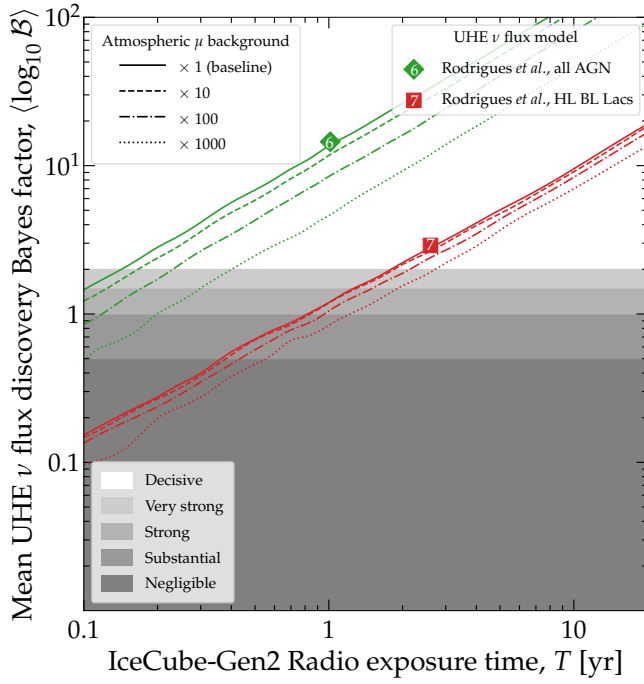 Mean UHE ν flux discovery Bayes factor, ⟨log₁₀ ℬ⟩
10²
10¹
1
0.1
Atmospheric μ background
× 1 (baseline)
× 10
× 100
× 1000
UHE ν flux model
6 Rodrigues et al., all AGN
7 Rodrigues et al., HL BL Lacs
6
7
Decisive
Very strong
Strong
Substantial
Negligible
0.1 1 10
IceCube-Gen2 Radio exposure time, T [yr]